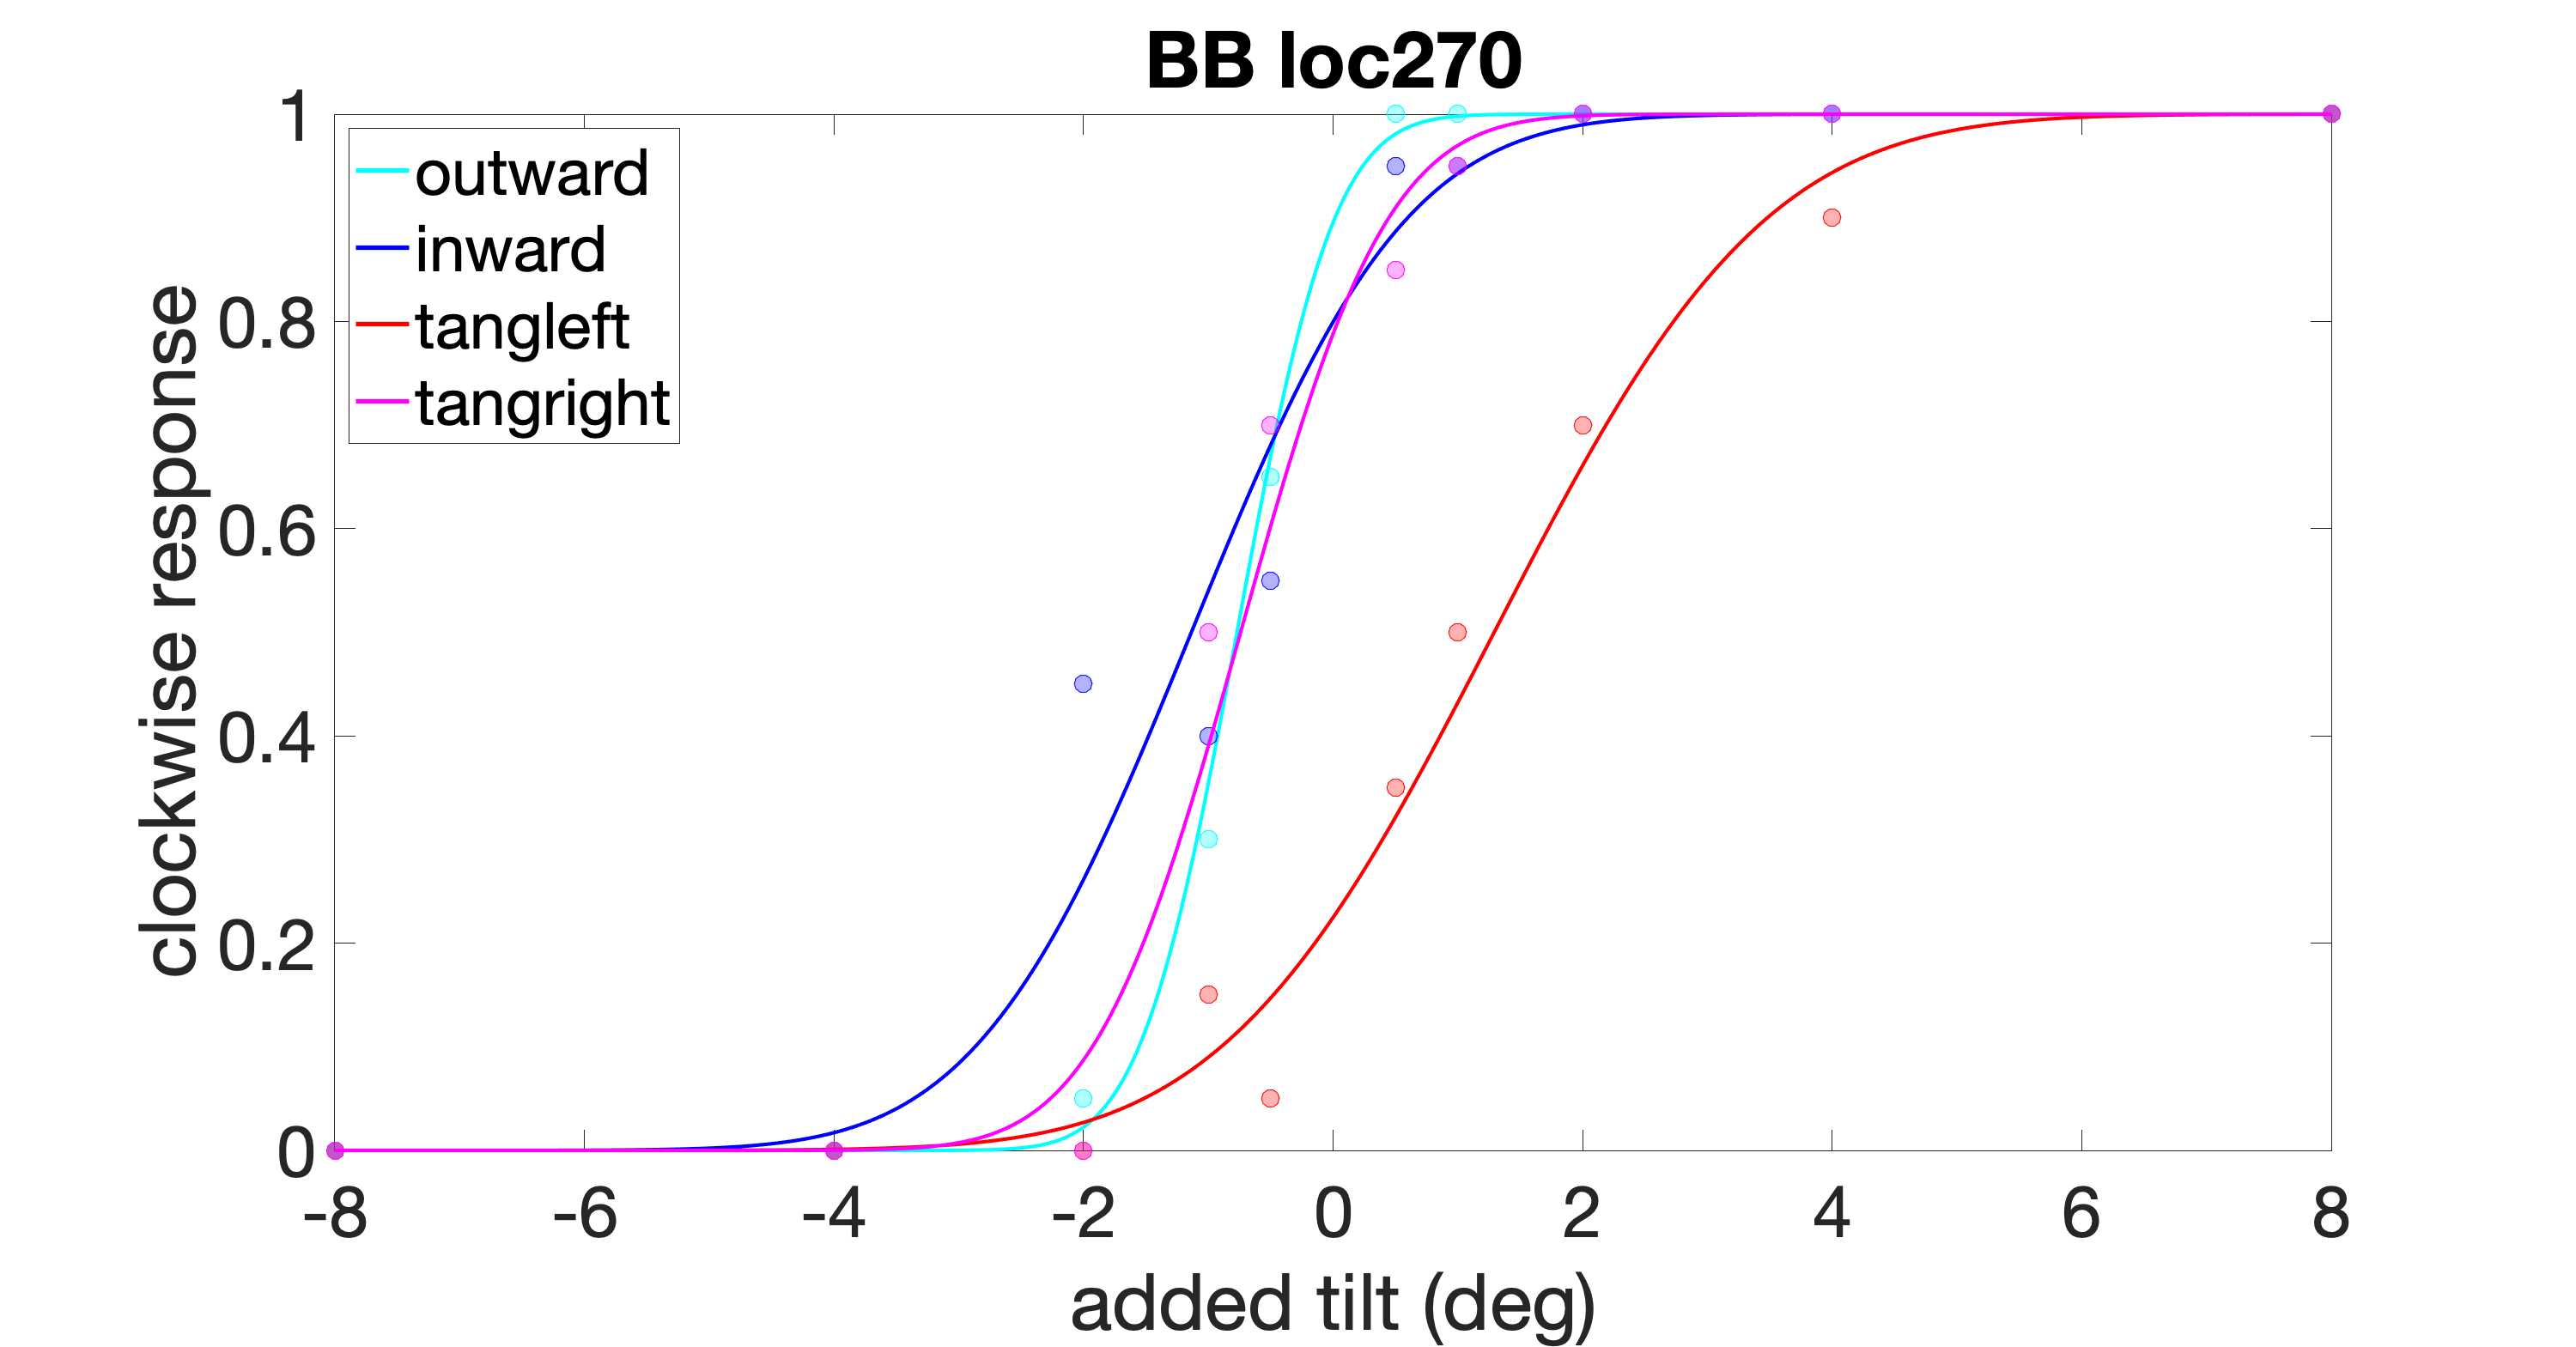 BB loc270
outward
inward
tangleft
tangright
clockwise response
1
0.8
0.6
0.4
0.2
0
-8 -6 -4 -2 0 2 4 6 8
added tilt (deg)